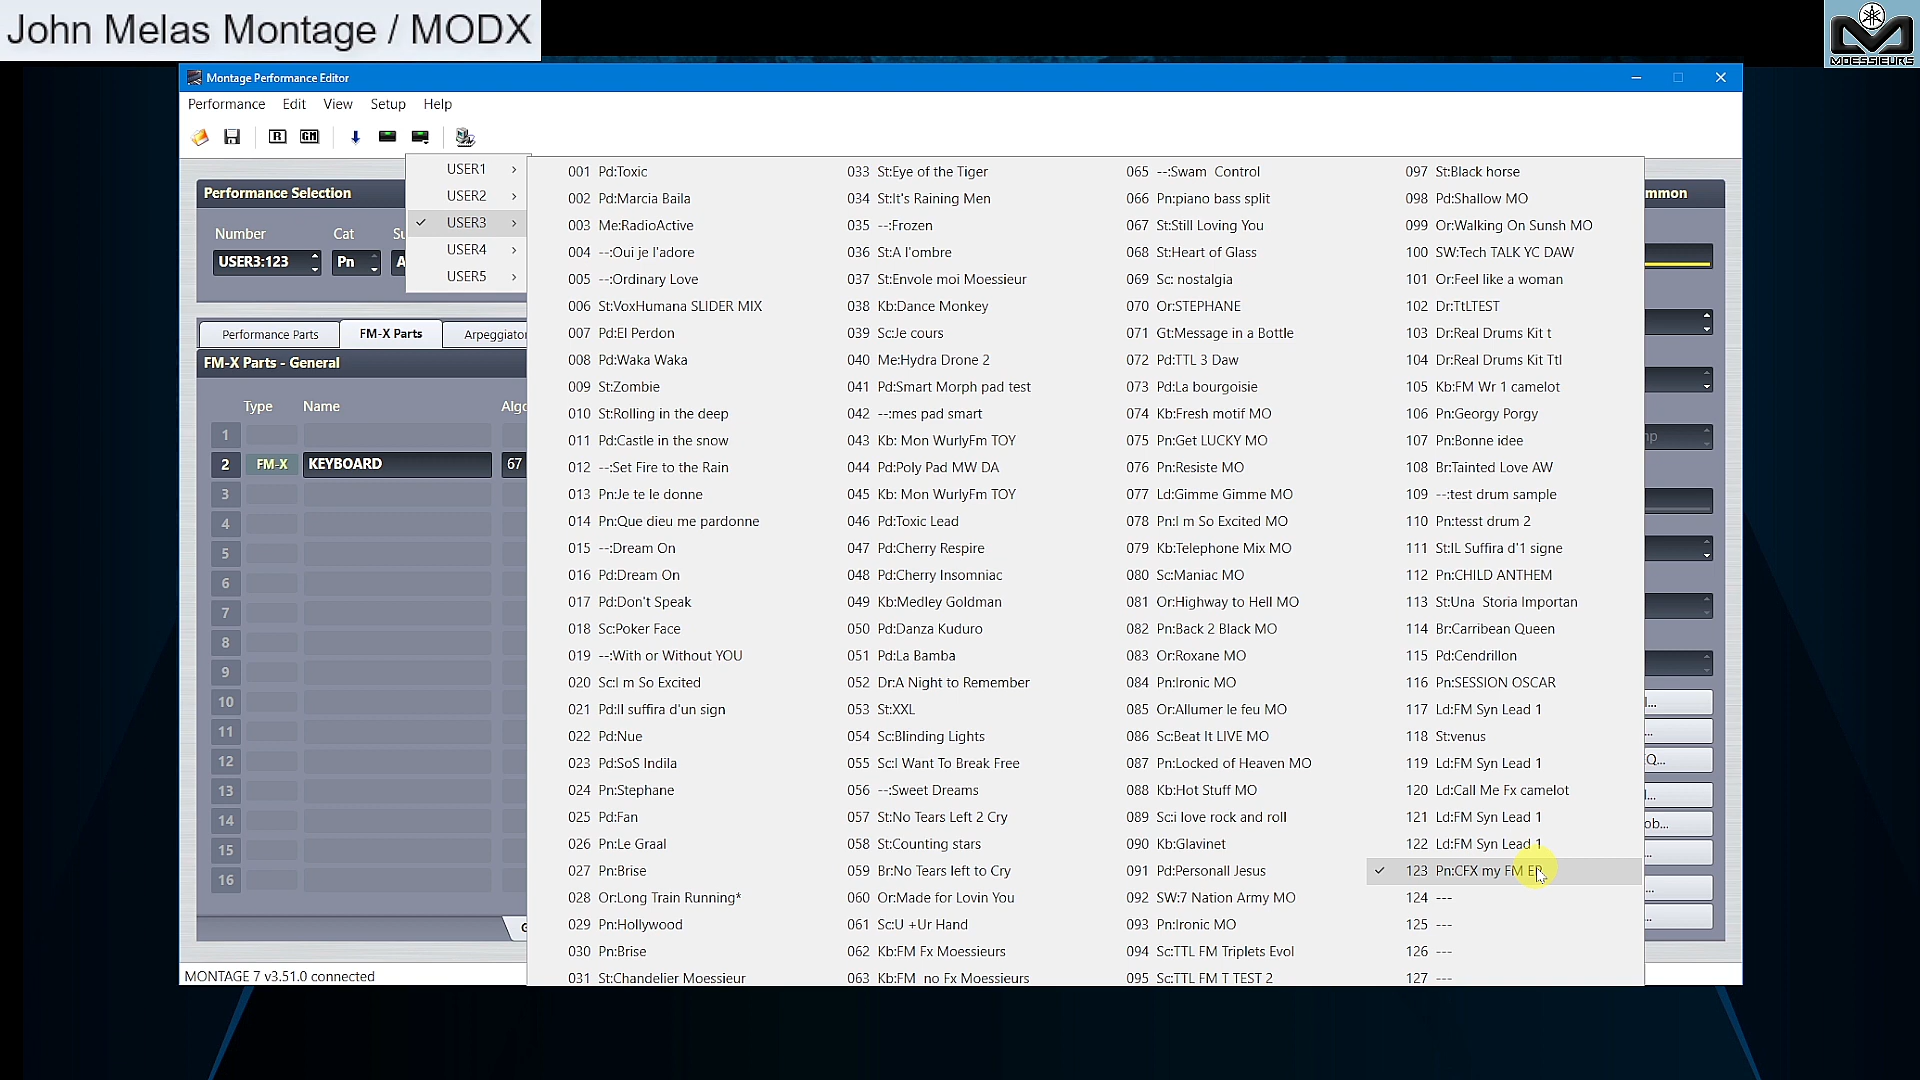 John Melas Montage / MODX
MOESSIEURS
Montage Performance Editor
Performance Edit View Setup Help
R GM
Performance Selection
mmon
Number Cat
USER3:123 Pn
USER1
USER2
USER3
USER4
USER5
Performance Parts FM-X Parts Arpeggiator
FM-X Parts - General
Type Name
1
2 FM-X KEYBOARD 67
3
4
5
6
7
8
9
10
11
12
13
14
15
16
001 Pd:Toxic
002 Pd:Marcia Baila
003 Me:RadioActive
004 --:Oui je l'adore
005 --:Ordinary Love
006 St:VoxHumana SLIDER MIX
007 Pd:El Perdon
008 Pd:Waka Waka
009 St:Zombie
010 St:Rolling in the deep
011 Pd:Castle in the snow
012 --:Set Fire to the Rain
013 Pn:Je te le donne
014 Pn:Que dieu me pardonne
015 --:Dream On
016 Pd:Dream On
017 Pd:Don't Speak
018 Sc:Poker Face
019 --:With or Without YOU
020 Sc:I m So Excited
021 Pd:Il suffira d'un sign
022 Pd:Nue
023 Pd:SoS Indila
024 Pn:Stephane
025 Pd:Fan
026 Pn:Le Graal
027 Pn:Brise
028 Or:Long Train Running*
029 Pn:Hollywood
030 Pn:Brise
031 St:Chandelier Moessieur
033 St:Eye of the Tiger
034 St:It's Raining Men
035 --:Frozen
036 St:A l'ombre
037 St:Envole moi Moessieur
038 Kb:Dance Monkey
039 Sc:Je cours
040 Me:Hydra Drone 2
041 Pd:Smart Morph pad test
042 --:mes pad smart
043 Kb: Mon WurlyFm TOY
044 Pd:Poly Pad MW DA
045 Kb: Mon WurlyFm TOY
046 Pd:Toxic Lead
047 Pd:Cherry Respire
048 Pd:Cherry Insomniac
049 Kb:Medley Goldman
050 Pd:Danza Kuduro
051 Pd:La Bamba
052 Dr:A Night to Remember
053 St:XXL
054 Sc:Blinding Lights
055 Sc:I Want To Break Free
056 --:Sweet Dreams
057 St:No Tears Left 2 Cry
058 St:Counting stars
059 Br:No Tears left to Cry
060 Or:Made for Lovin You
061 Sc:U +Ur Hand
062 Kb:FM Fx Moessieurs
063 Kb:FM no Fx Moessieurs
065 --:Swam Control
066 Pn:piano bass split
067 St:Still Loving You
068 St:Heart of Glass
069 Sc: nostalgia
070 Or:STEPHANE
071 Gt:Message in a Bottle
072 Pd:TTL 3 Daw
073 Pd:La bourgoisie
074 Kb:Fresh motif MO
075 Pn:Get LUCKY MO
076 Pn:Resiste MO
077 Ld:Gimme Gimme MO
078 Pn:I m So Excited MO
079 Kb:Telephone Mix MO
080 Sc:Maniac MO
081 Or:Highway to Hell MO
082 Pn:Back 2 Black MO
083 Or:Roxane MO
084 Pn:Ironic MO
085 Or:Allumer le feu MO
086 Sc:Beat It LIVE MO
087 Pn:Locked of Heaven MO
088 Kb:Hot Stuff MO
089 Sc:i love rock and roll
090 Kb:Glavinet
091 Pd:Personall Jesus
092 SW:7 Nation Army MO
093 Pn:Ironic MO
094 Sc:TTL FM Triplets Evol
095 Sc:TTL FM T TEST 2
097 St:Black horse
098 Pd:Shallow MO
099 Or:Walking On Sunsh MO
100 SW:Tech TALK YC DAW
101 Or:Feel like a woman
102 Dr:TtLTEST
103 Dr:Real Drums Kit t
104 Dr:Real Drums Kit Ttl
105 Kb:FM Wr 1 camelot
106 Pn:Georgy Porgy
107 Pn:Bonne idee
108 Br:Tainted Love AW
109 --:test drum sample
110 Pn:tesst drum 2
111 St:IL Suffira d'1 signe
112 Pn:CHILD ANTHEM
113 St:Una Storia Importan
114 Br:Carribean Queen
115 Pd:Cendrillon
116 Pn:SESSION OSCAR
117 Ld:FM Syn Lead 1
118 St:venus
119 Ld:FM Syn Lead 1
120 Ld:Call Me Fx camelot
121 Ld:FM Syn Lead 1
122 Ld:FM Syn Lead 1
123 Pn:CFX my FM EP
124 ---
125 ---
126 ---
127 ---
MONTAGE 7 v3.51.0 connected